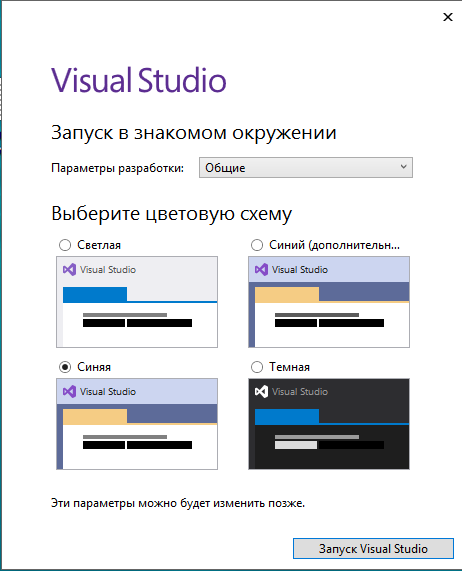 Visual Studio
Запуск в знакомом окружении
Параметры разработки: Общие
Выберите цветовую схему
Светлая
Синий (дополнительн...
Visual Studio
Visual Studio
Синяя
Темная
Visual Studio
Visual Studio
Эти параметры можно будет изменить позже.
Запуск Visual Studio